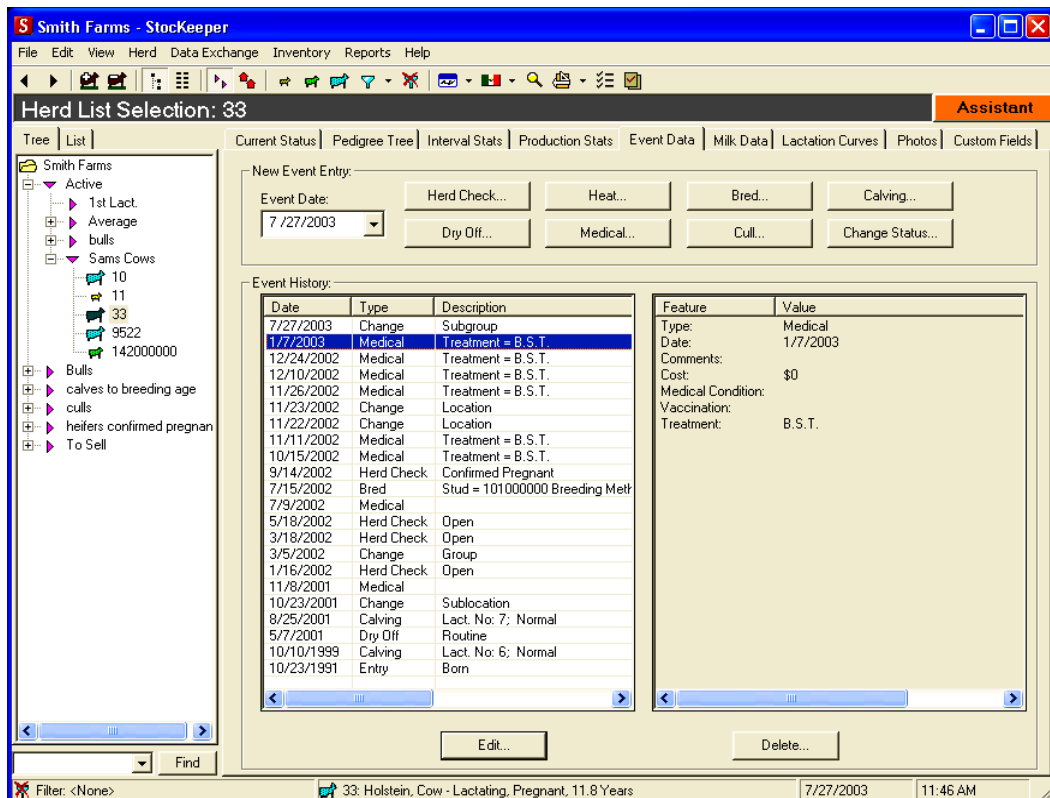 Smith Farms - StocKeeper
File Edit View Herd Data Exchange Inventory Reports Help
Herd List Selection: 33
Assistant
Tree List
Current Status Pedigree Tree Interval Stats Production Stats Event Data Milk Data Lactation Curves Photos Custom Fields
Smith Farms
Active
1st Lact.
Average
bulls
Sams Cows
10
11
33
9522
142000000
Bulls
calves to breeding age
culls
heifers confirmed pregnan
To Sell
Find
New Event Entry:
Event Date:
7 /27/2003
Herd Check... Heat... Bred... Calving...
Dry Off... Medical... Cull... Change Status...
Event History:
Date Type Description
7/27/2003 Change Subgroup
1/7/2003 Medical Treatment = B.S.T.
12/24/2002 Medical Treatment = B.S.T.
12/10/2002 Medical Treatment = B.S.T.
11/26/2002 Medical Treatment = B.S.T.
11/23/2002 Change Location
11/22/2002 Change Location
11/11/2002 Medical Treatment = B.S.T.
10/15/2002 Medical Treatment = B.S.T.
9/14/2002 Herd Check Confirmed Pregnant
7/15/2002 Bred Stud = 101000000 Breeding Meth
7/9/2002 Medical
5/18/2002 Herd Check Open
3/18/2002 Herd Check Open
3/5/2002 Change Group
1/16/2002 Herd Check Open
11/8/2001 Medical
10/23/2001 Change Sublocation
8/25/2001 Calving Lact. No: 7; Normal
5/7/2001 Dry Off Routine
10/10/1999 Calving Lact. No: 6; Normal
10/23/1991 Entry Born
Feature Value
Type: Medical
Date: 1/7/2003
Comments:
Cost: $0
Medical Condition:
Vaccination:
Treatment: B.S.T.
Edit... Delete...
Filter: <None> 33: Holstein, Cow - Lactating, Pregnant, 11.8 Years 7/27/2003 11:46 AM